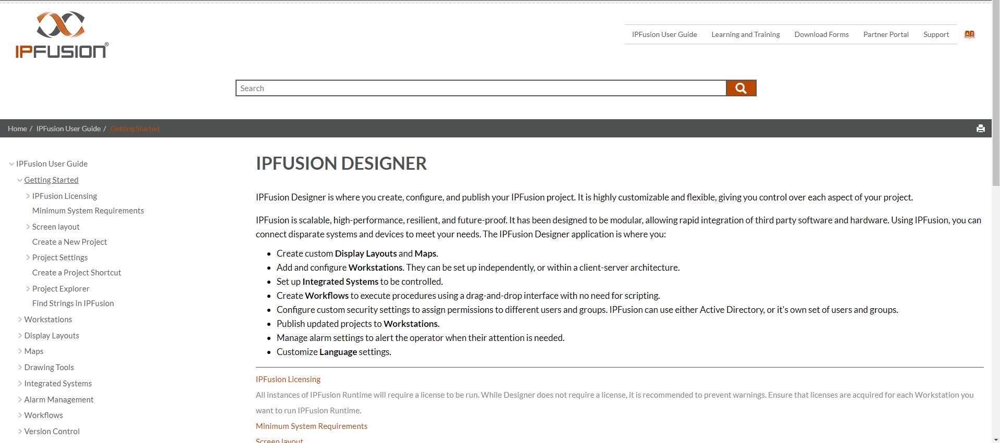 IPFUSION®
IPFusion User Guide Learning and Training Download Forms Partner Portal Support
A Z
Search
Home / IPFusion User Guide / Getting Started
IPFusion User Guide
Getting Started
IPFusion Licensing
Minimum System Requirements
Screen layout
Create a New Project
Project Settings
Create a Project Shortcut
Project Explorer
Find Strings in IPFusion
Workstations
Display Layouts
Maps
Drawing Tools
Integrated Systems
Alarm Management
Workflows
Version Control
IPFUSION DESIGNER
IPFusion Designer is where you create, configure, and publish your IPFusion project. It is highly customizable and flexible, giving you control over each aspect of your project.
IPFusion is scalable, high-performance, resilient, and future-proof. It has been designed to be modular, allowing rapid integration of third party software and hardware. Using IPFusion, you can
connect disparate systems and devices to meet your needs. The IPFusion Designer application is where you:
• Create custom Display Layouts and Maps.
• Add and configure Workstations. They can be set up independently, or within a client-server architecture.
• Set up Integrated Systems to be controlled.
• Create Workflows to execute procedures using a drag-and-drop interface with no need for scripting.
• Configure custom security settings to assign permissions to different users and groups. IPFusion can use either Active Directory, or it's own set of users and groups.
• Publish updated projects to Workstations.
• Manage alarm settings to alert the operator when their attention is needed.
• Customize Language settings.
IPFusion Licensing
All instances of IPFusion Runtime will require a license to be run. While Designer does not require a license, it is recommended to prevent warnings. Ensure that licenses are acquired for each Workstation you
want to run IPFusion Runtime.
Minimum System Requirements
Screen layout